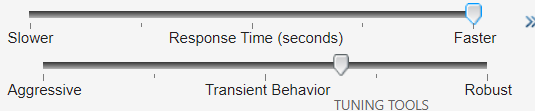 Slower Response Time (seconds) Faster
Aggressive Transient Behavior Robust
TUNING TOOLS